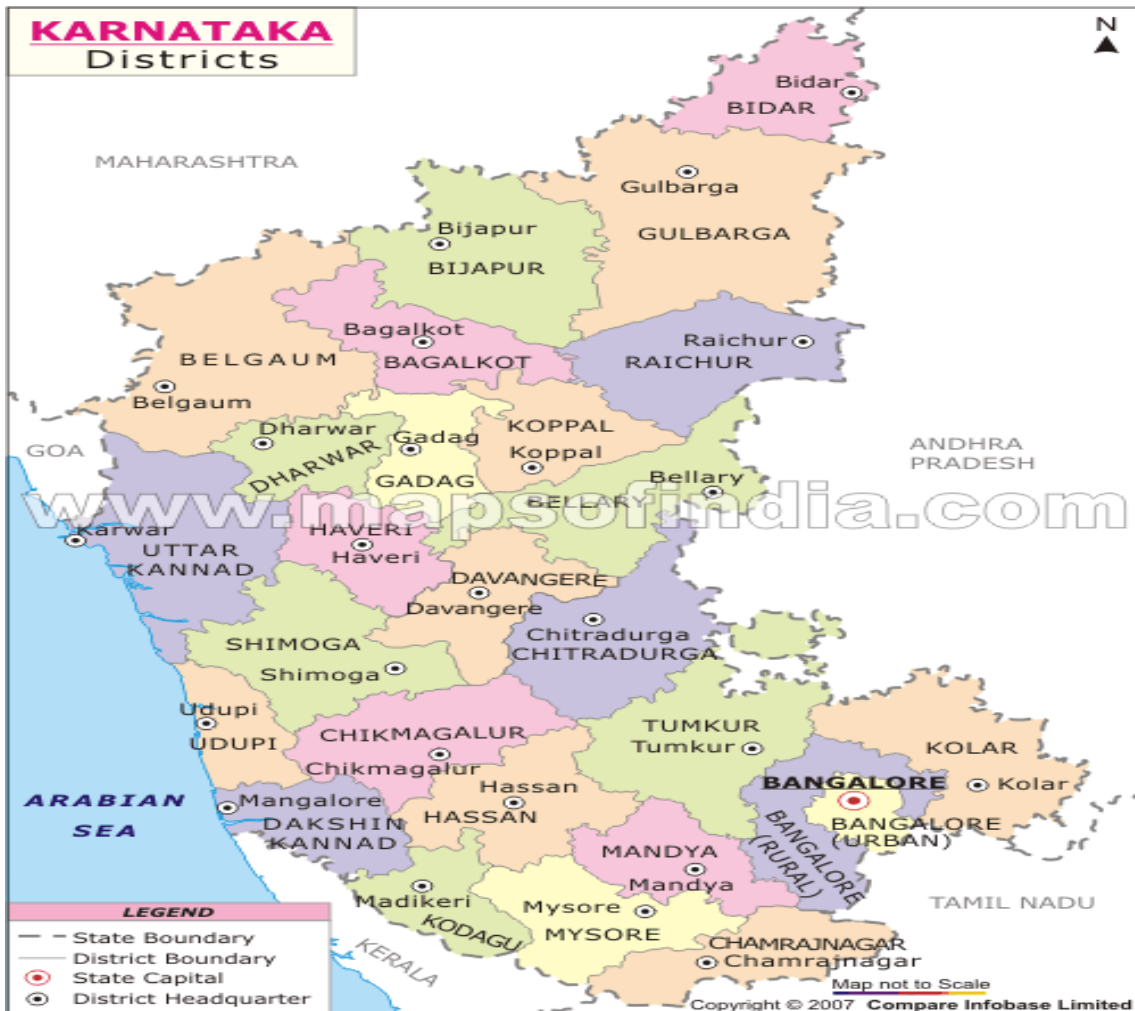 KARNATAKA
Districts
N
Bidar
BIDAR
MAHARASHTRA
Gulbarga
GULBARGA
Bijapur
BIJAPUR
Bagalkot
BAGALKOT
Raichur
RAICHUR
BELGAUM
Belgaum
Dharwar
DHARWAR
Gadag
GADAG
KOPPAL
Koppal
GOA
ANDHRA
PRADESH
Bellary
BELLARY
www.mapsofindia.com
Karwar
UTTAR
KANNAD
HAVERI
Haveri
DAVANGERE
Davangere
Chitradurga
CHITRADURGA
SHIMOGA
Shimoga
Udupi
UDUPI
CHIKMAGALUR
Chikmagalur
TUMKUR
Tumkur
KOLAR
Kolar
BANGALORE
BANGALORE
(URBAN)
BANGALORE
(RURAL)
Hassan
HASSAN
ARABIAN
SEA
Mangalore
DAKSHIN
KANNAD
MANDYA
Mandya
Madikeri
KODAGU
Mysore
MYSORE
CHAMRAJNAGAR
Chamrajnagar
TAMIL NADU
KERALA
LEGEND
State Boundary
District Boundary
State Capital
District Headquarter
Map not to Scale
Copyright © 2007 Compare Infobase Limited